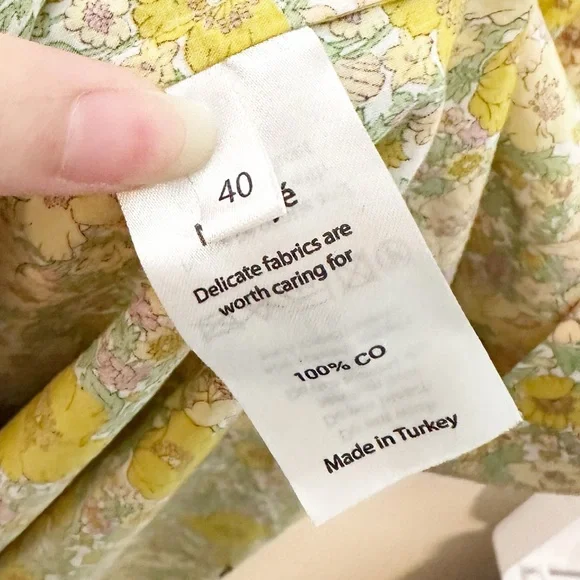 40
Delicate fabrics are
worth caring for
100% CO
Made in Turkey